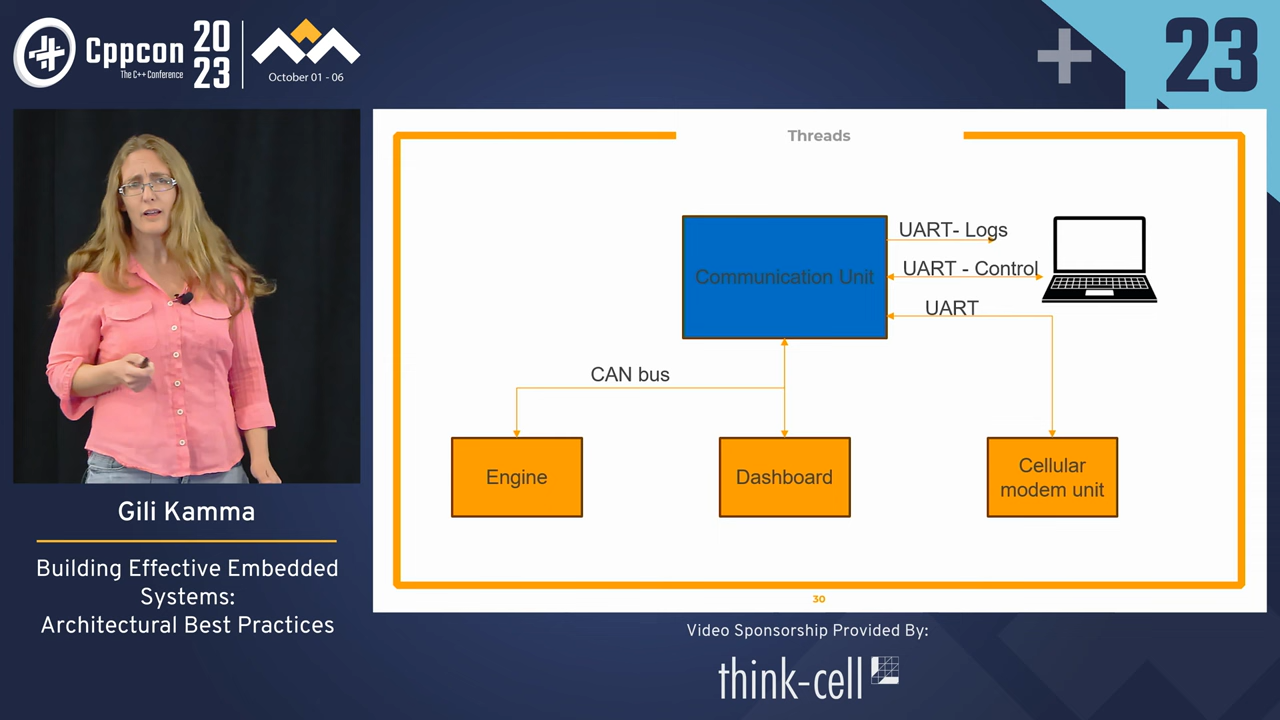 Cppcon
The C++ Conference
20
23
October 01 - 06
23
Threads
Communication Unit
UART- Logs
UART - Control
UART
CAN bus
Engine
Dashboard
Cellular
modem unit
30
Gili Kamma
Building Effective Embedded
Systems:
Architectural Best Practices
Video Sponsorship Provided By:
think-cell